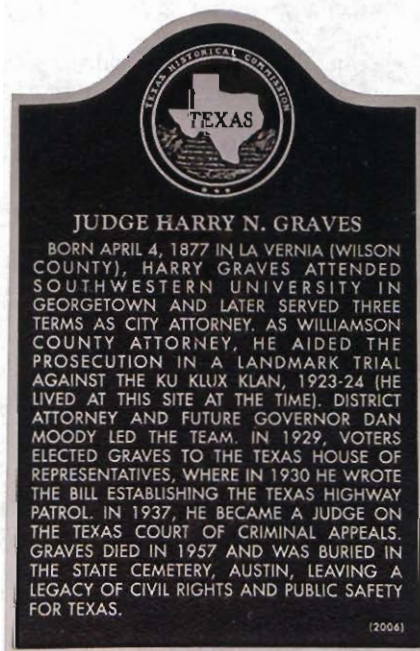 TEXAS HISTORICAL COMMISSION
TEXAS
JUDGE HARRY N. GRAVES
BORN APRIL 4, 1877 IN LA VERNIA (WILSON
COUNTY), HARRY GRAVES ATTENDED
SOUTHWESTERN UNIVERSITY IN
GEORGETOWN AND LATER SERVED THREE
TERMS AS CITY ATTORNEY. AS WILLIAMSON
COUNTY ATTORNEY, HE AIDED THE
PROSECUTION IN A LANDMARK TRIAL
AGAINST THE KU KLUX KLAN, 1923-24 (HE
LIVED AT THIS SITE AT THE TIME). DISTRICT
ATTORNEY AND FUTURE GOVERNOR DAN
MOODY LED THE TEAM. IN 1929, VOTERS
ELECTED GRAVES TO THE TEXAS HOUSE OF
REPRESENTATIVES, WHERE IN 1930 HE WROTE
THE BILL ESTABLISHING THE TEXAS HIGHWAY
PATROL. IN 1937, HE BECAME A JUDGE ON
THE TEXAS COURT OF CRIMINAL APPEALS.
GRAVES DIED IN 1957 AND WAS BURIED IN
THE STATE CEMETERY, AUSTIN, LEAVING A
LEGACY OF CIVIL RIGHTS AND PUBLIC SAFETY
FOR TEXAS.
(2006)